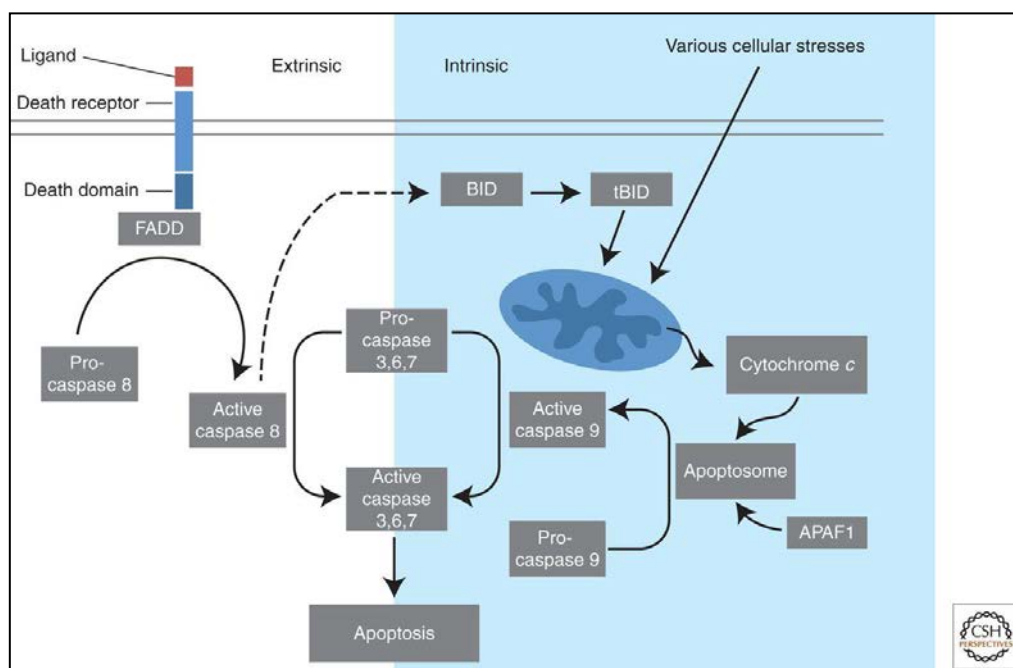 Ligand
Extrinsic
Intrinsic
Various cellular stresses
Death receptor
Death domain
FADD
BID
tBID
Pro-
caspase 8
Active
caspase 8
Pro-
caspase
3,6,7
Active
caspase
3,6,7
Active
caspase 9
Pro-
caspase 9
Cytochrome c
Apoptosome
APAF1
Apoptosis
CSH
PERSPECTIVES